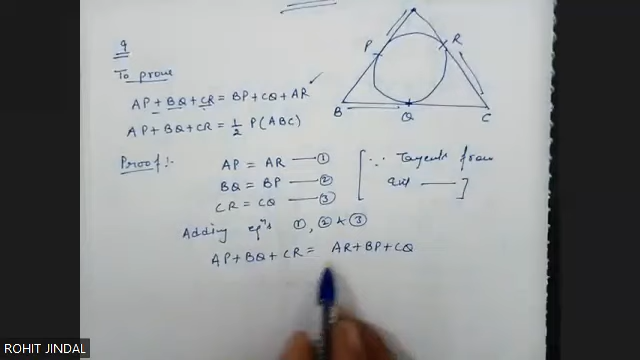 9
To prove
AP + BQ + CR = BP + CQ + AR
AP + BQ + CR = 1/2 P (ABC)
P
R
B
Q
C
Proof :-
AP = AR — ①
BQ = BP — ②
CR = CQ — ③
[ ∵ Tangents from
ext — ]
Adding eqⁿs ①, ② & ③
AP + BQ + CR = AR + BP + CQ
ROHIT JINDAL